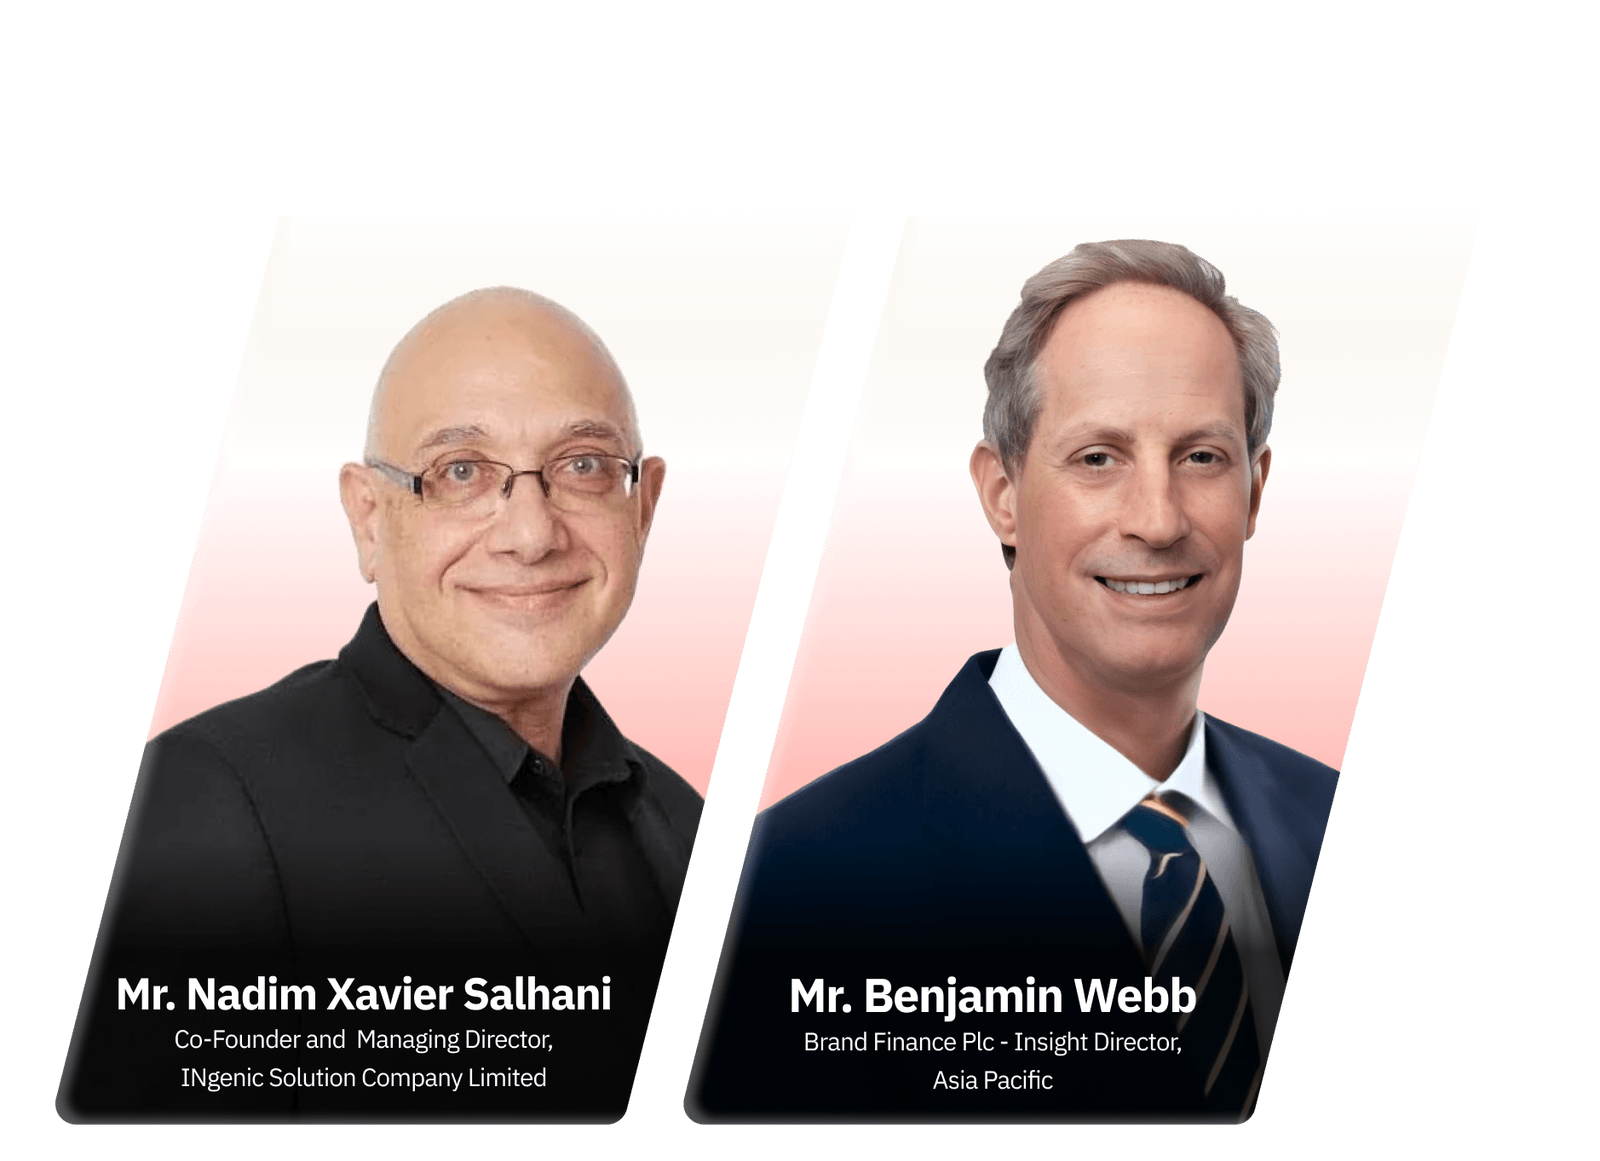 Mr. Nadim Xavier Salhani
Co-Founder and  Managing Director,
INgenic Solution Company Limited
Mr. Benjamin Webb
Brand Finance Plc - Insight Director,
Asia Pacific